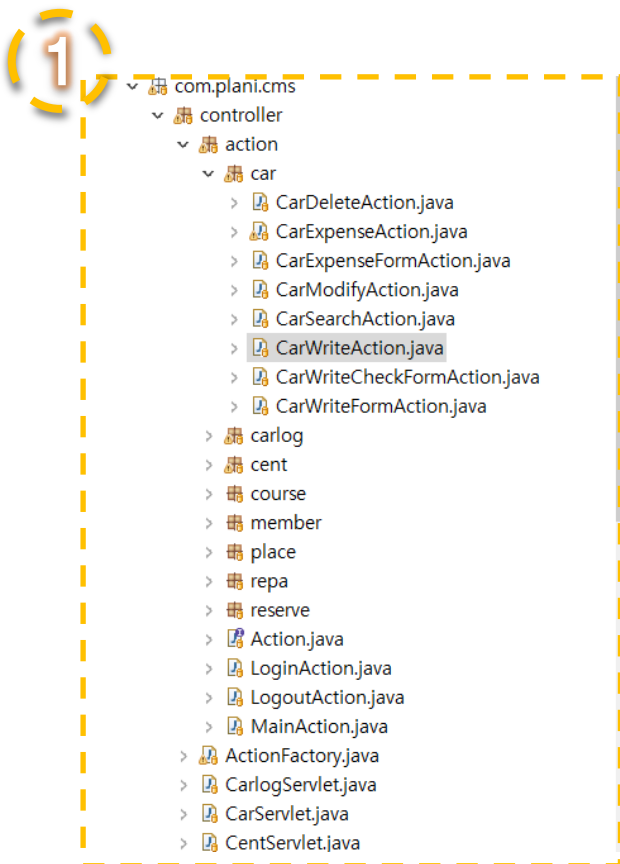 1
com.plani.cms
controller
action
car
CarDeleteAction.java
CarExpenseAction.java
CarExpenseFormAction.java
CarModifyAction.java
CarSearchAction.java
CarWriteAction.java
CarWriteCheckFormAction.java
CarWriteFormAction.java
carlog
cent
course
member
place
repa
reserve
Action.java
LoginAction.java
LogoutAction.java
MainAction.java
ActionFactory.java
CarlogServlet.java
CarServlet.java
CentServlet.java